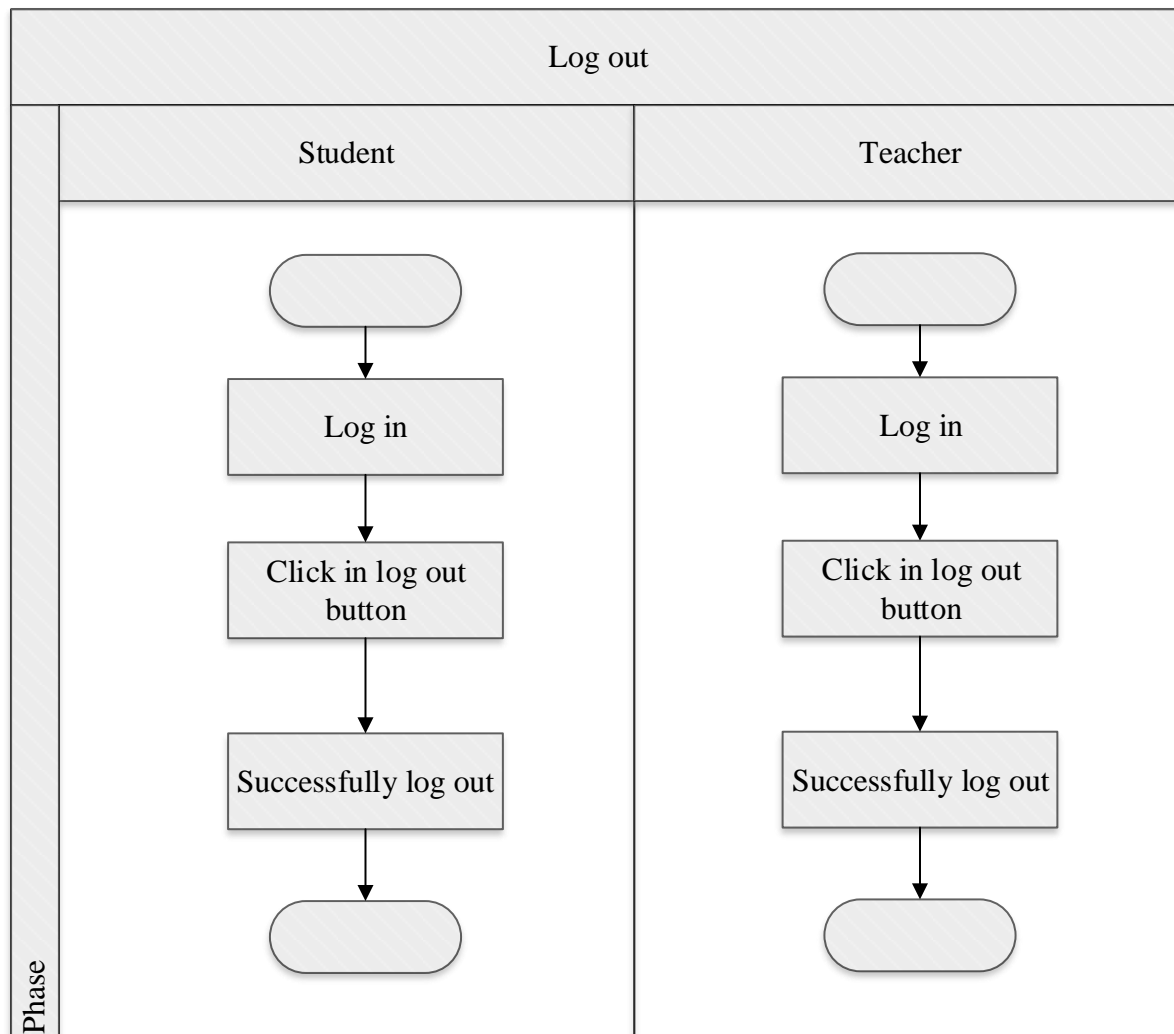 Log out
Student
Teacher
Log in
Click in log out
button
Successfully log out
Log in
Click in log out
button
Successfully log out
Phase